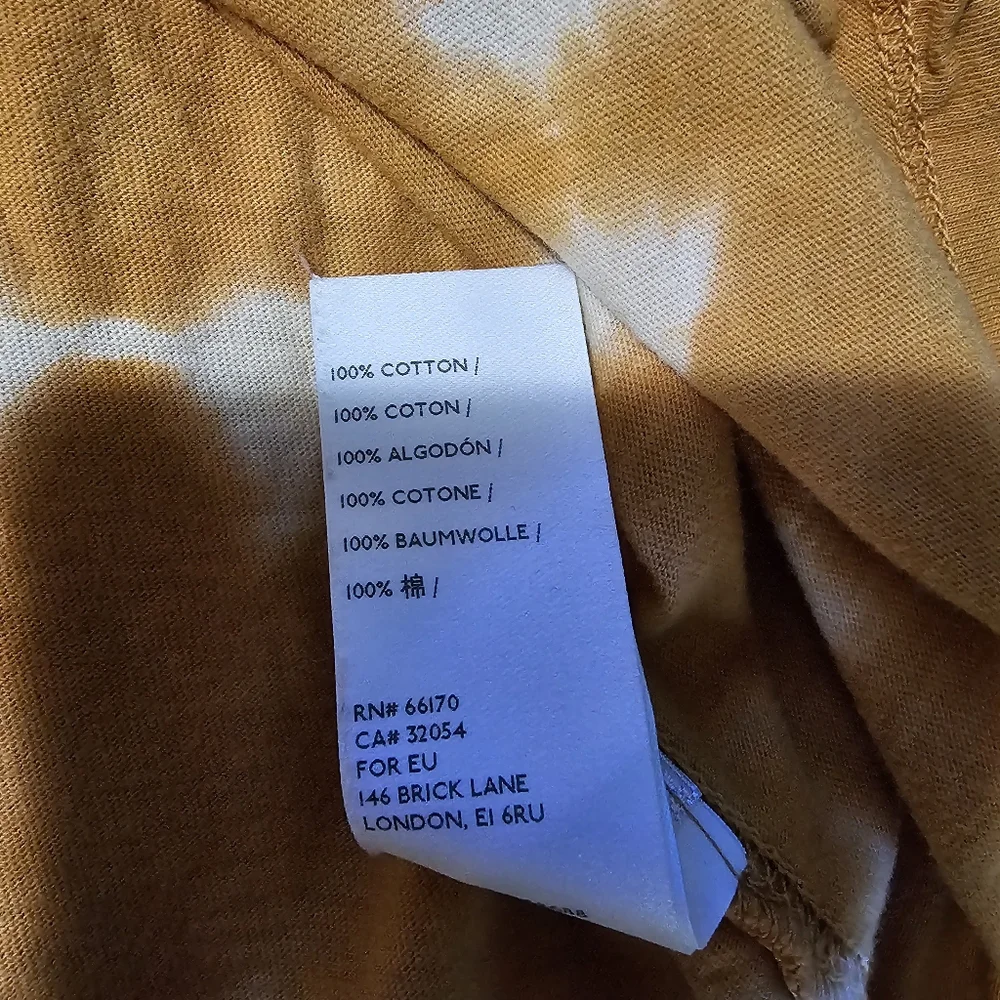 100% COTTON /
100% COTON /
100% ALGODÓN /
100% COTONE /
100% BAUMWOLLE /
100% 棉 /
RN# 66170
CA# 32054
FOR EU
146 BRICK LANE
LONDON, E1 6RU